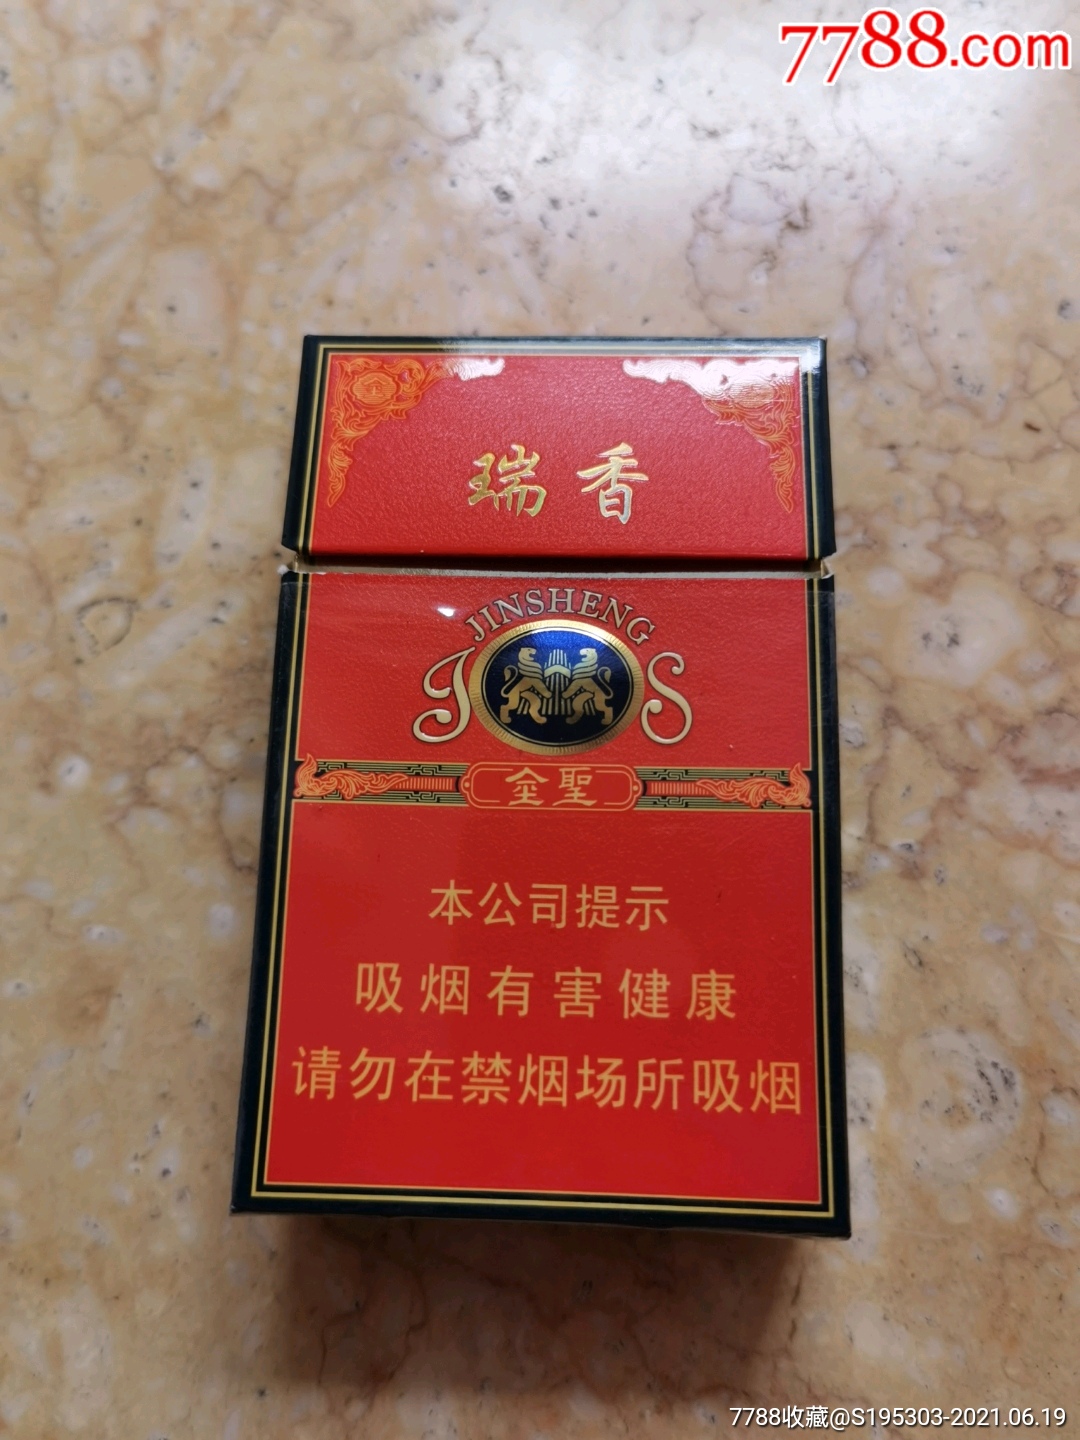 7788.com
瑞香
JINSHENG
JS
金聖
本公司提示
吸烟有害健康
请勿在禁烟场所吸烟
7788收藏@S195303-2021.06.19